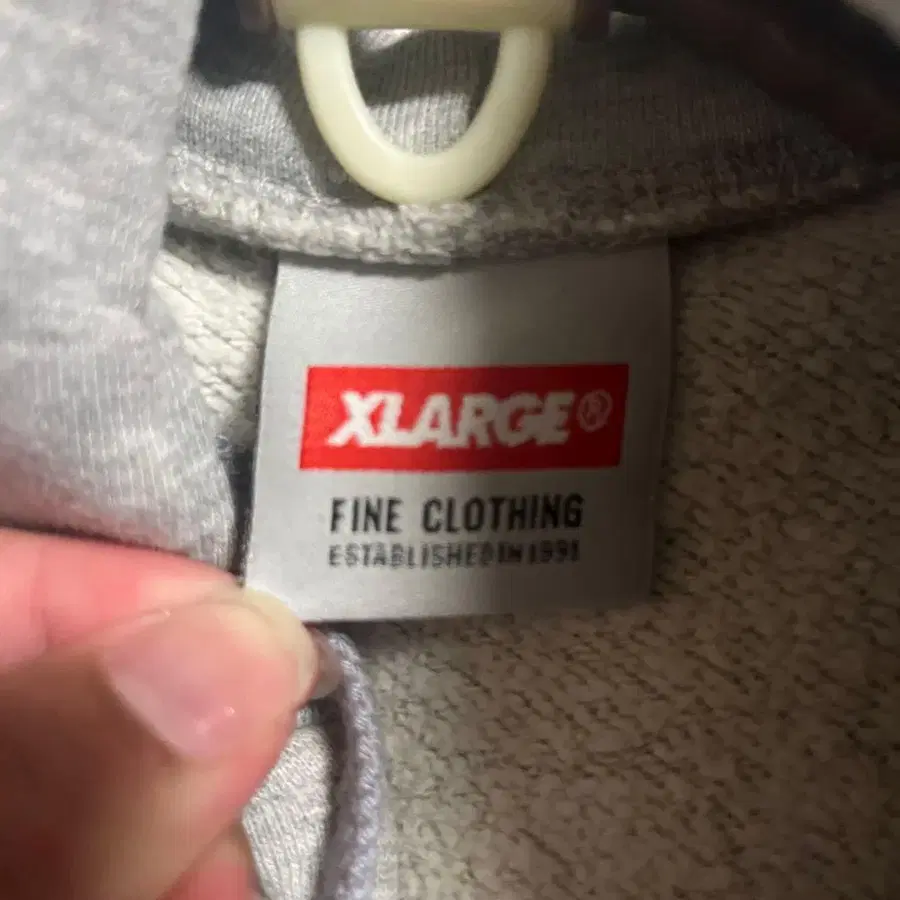 XLARGE®
FINE CLOTHING
ESTABLISHED IN 1991